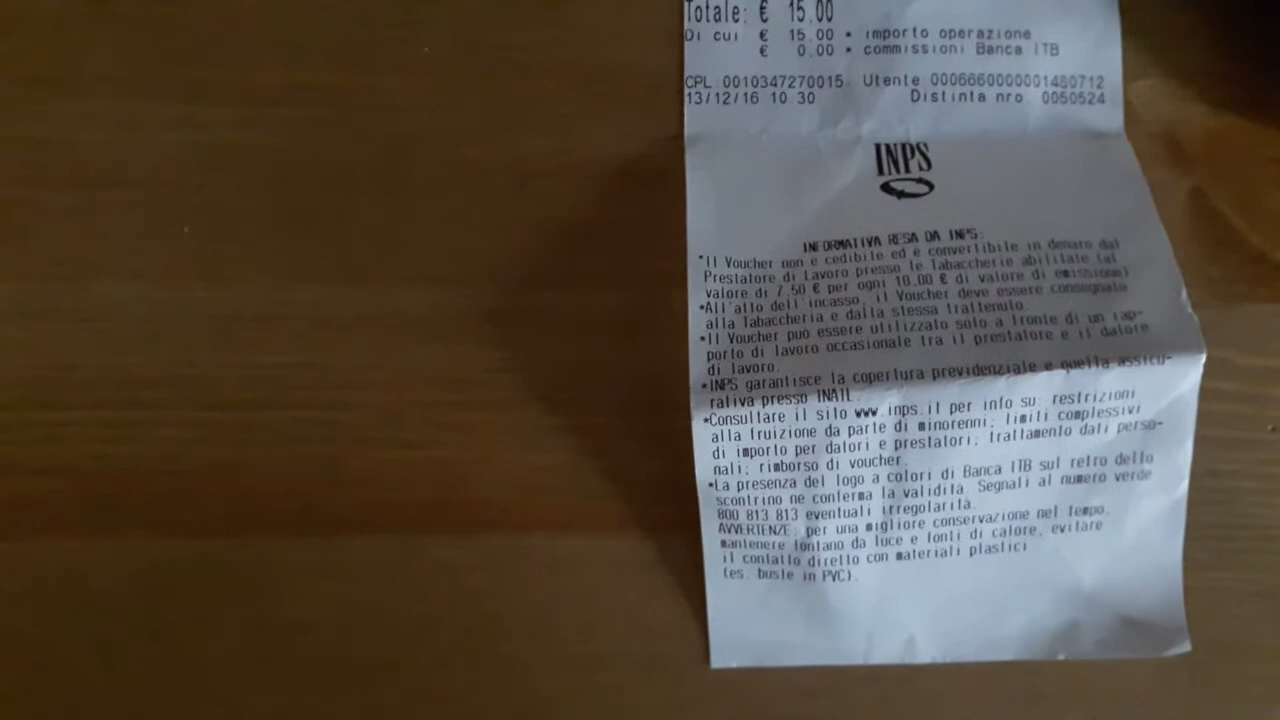 Totale: € 15.00
Di cui € 15.00 * importo operazione
€ 0.00 * commissioni Banca ITB
CPL 0010347270015 Utente 0006660000001480712
13/12/16 10 30 Distinta nro 0050524
INPS
INFORMATIVA RESA DA INPS:
*Il Voucher non è cedibile ed è convertibile in denaro dal
Prestatore di Lavoro presso le Tabaccherie abilitate (al
valore di 7.50 € per ogni 10.00 € di valore di emissione)
*All'atto dell'incasso, il Voucher deve essere consegnato
alla Tabaccheria e dalla stessa trattenuto.
*Il Voucher può essere utilizzato solo a fronte di un rap-
porto di lavoro occasionale tra il prestatore e il datore
di lavoro.
*INPS garantisce la copertura previdenziale e quella assicu-
rativa presso INAIL.
*Consultare il sito www.inps.it per info su: restrizioni
alla fruizione da parte di minorenni; limiti complessivi
di importo per datori e prestatori; trattamento dati perso-
nali; rimborso di voucher.
*La presenza del logo a colori di Banca ITB sul retro dello
scontrino ne conferma la validità. Segnali al numero verde
800 813 813 eventuali irregolarità.
AVVERTENZE: per una migliore conservazione nel tempo,
mantenere lontano da luce e fonti di calore, evitare
il contatto diretto con materiali plastici
(es. buste in PVC).